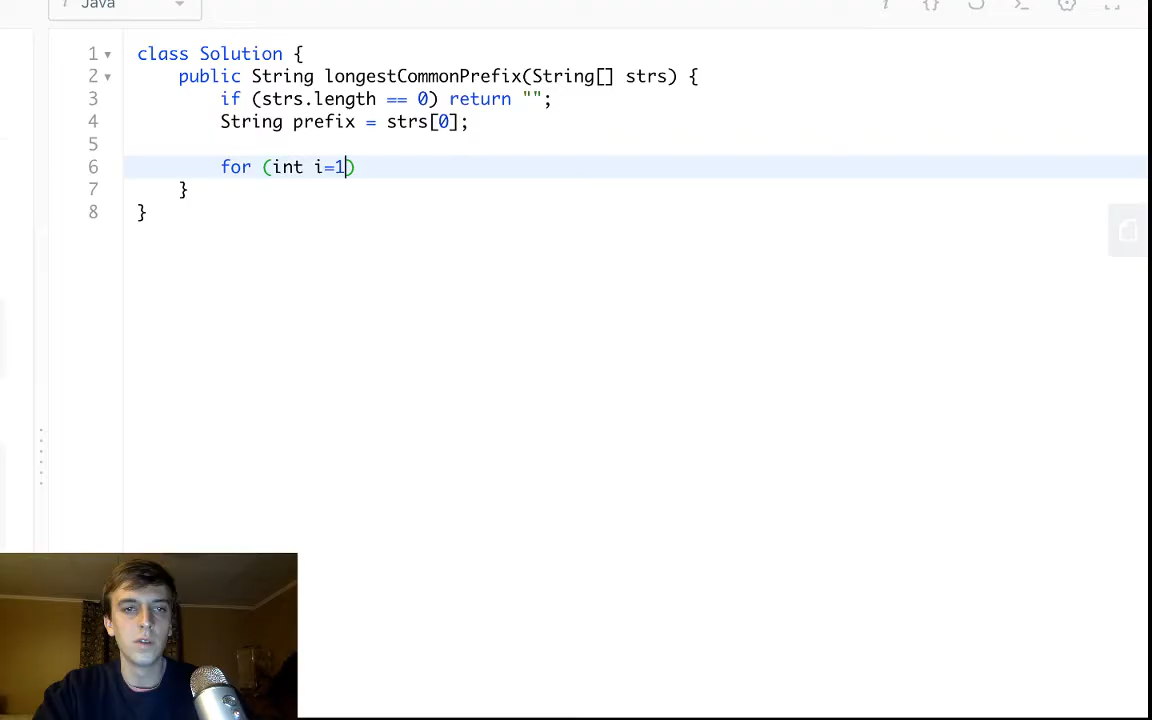 Java
1 class Solution {
2 public String longestCommonPrefix(String[] strs) {
3 if (strs.length == 0) return "";
4 String prefix = strs[0];
5
6 for (int i=1)
7 }
8 }